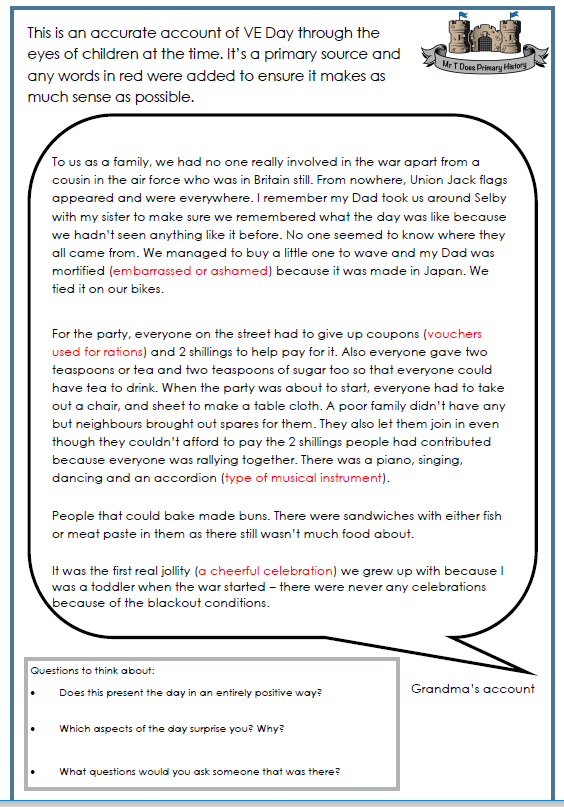 This is an accurate account of VE Day through the
eyes of children at the time. It's a primary source and
any words in red were added to ensure it makes as
much sense as possible.
Mr T Does Primary History
To us as a family, we had no one really involved in the war apart from a
cousin in the air force who was in Britain still. From nowhere, Union Jack flags
appeared and were everywhere. I remember my Dad took us around Selby
with my sister to make sure we remembered what the day was like because
we hadn't seen anything like it before. No one seemed to know where they
all came from. We managed to buy a little one to wave and my Dad was
mortified (embarrassed or ashamed) because it was made in Japan. We
tied it on our bikes.
For the party, everyone on the street had to give up coupons (vouchers
used for rations) and 2 shillings to help pay for it. Also everyone gave two
teaspoons or tea and two teaspoons of sugar too so that everyone could
have tea to drink. When the party was about to start, everyone had to take
out a chair, and sheet to make a table cloth. A poor family didn't have any
but neighbours brought out spares for them. They also let them join in even
though they couldn't afford to pay the 2 shillings people had contributed
because everyone was rallying together. There was a piano, singing,
dancing and an accordion (type of musical instrument).
People that could bake made buns. There were sandwiches with either fish
or meat paste in them as there still wasn't much food about.
It was the first real jollity (a cheerful celebration) we grew up with because I
was a toddler when the war started – there were never any celebrations
because of the blackout conditions.
Grandma's account
Questions to think about:
• Does this present the day in an entirely positive way?
• Which aspects of the day surprise you? Why?
• What questions would you ask someone that was there?